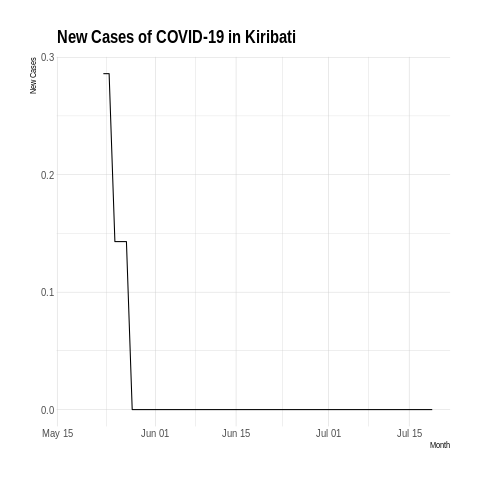 New Cases of COVID-19 in Kiribati
New Cases
0.3
0.2
0.1
0.0
May 15 Jun 01 Jun 15 Jul 01 Jul 15
Month